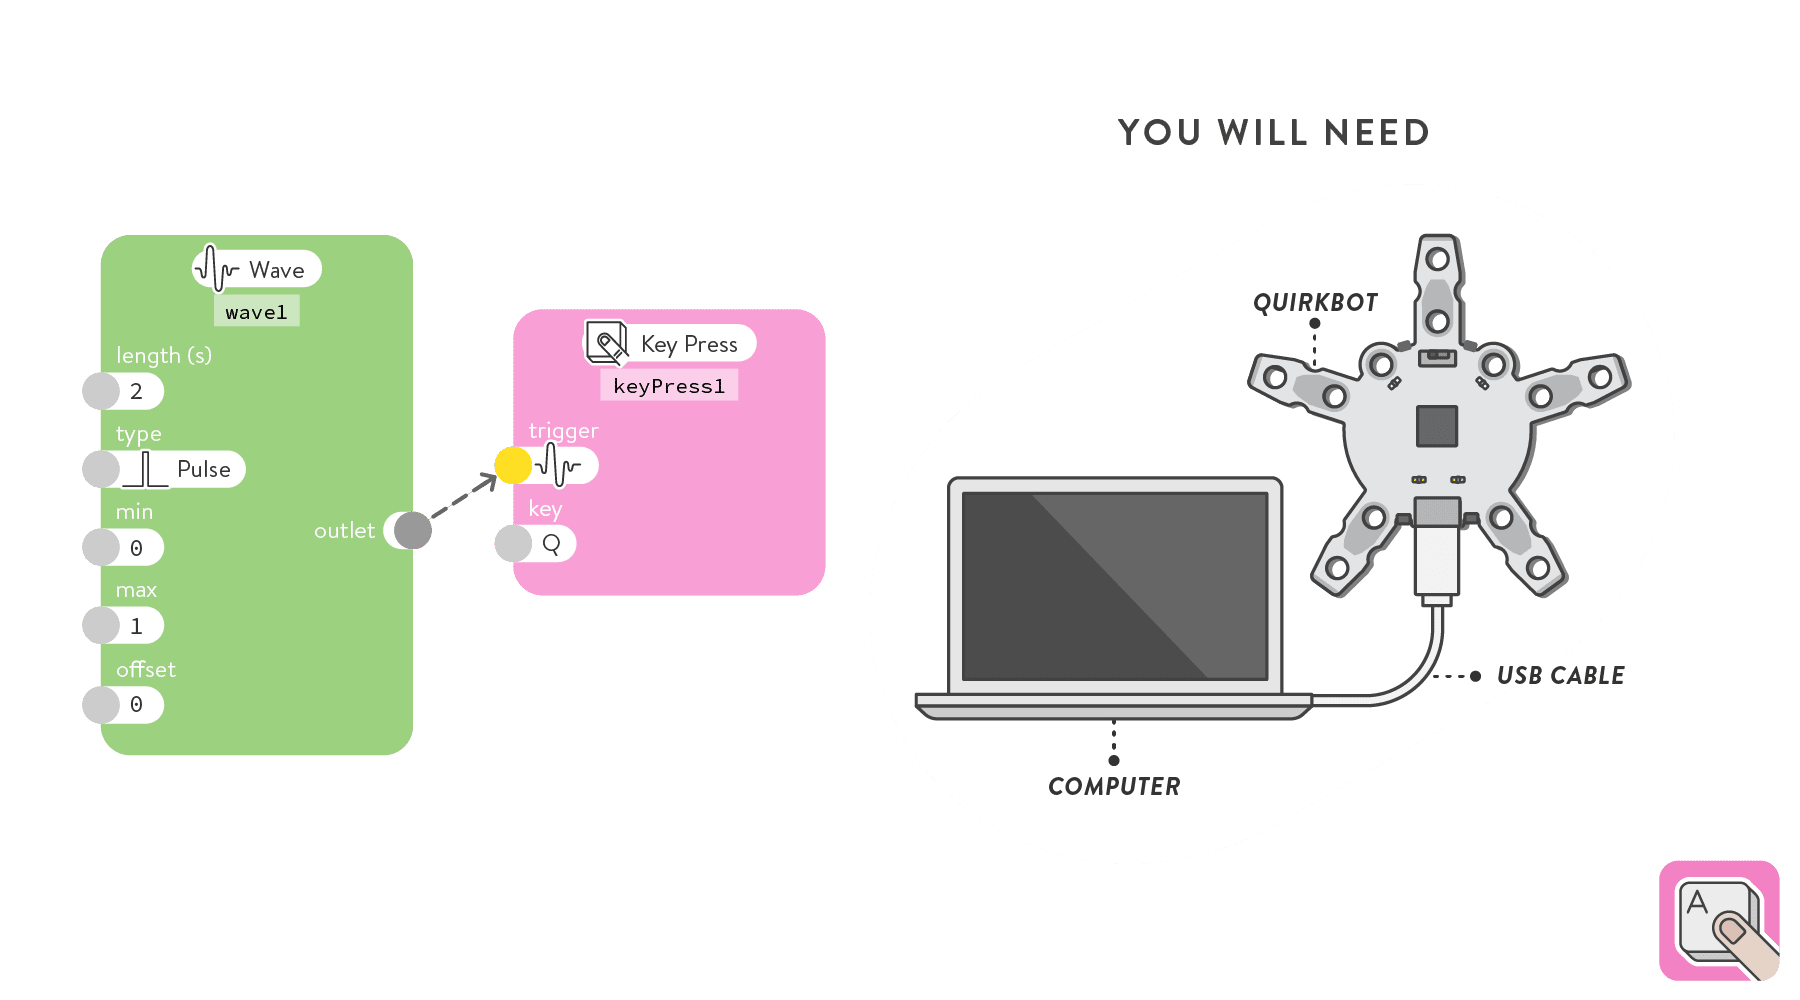 Wave
wave1
length (s)
2
type
Pulse
min
0
outlet
max
1
offset
0
Key Press
keyPress1
trigger
key
Q
YOU WILL NEED
QUIRKBOT
USB CABLE
COMPUTER
A